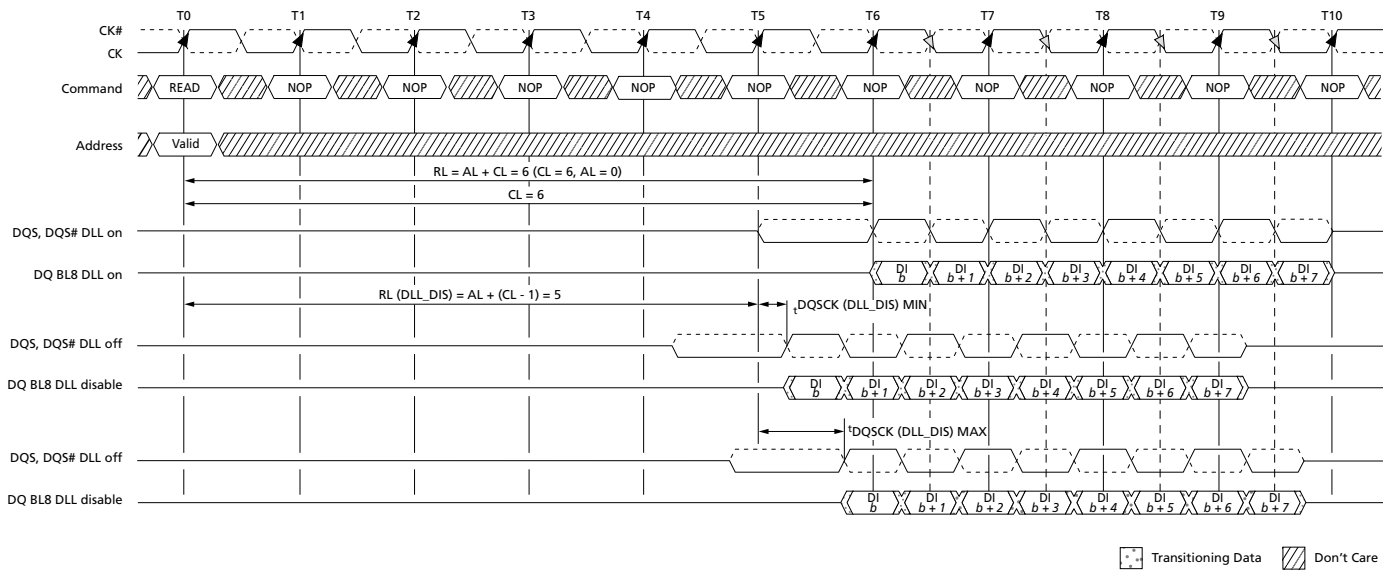 T0 T1 T2 T3 T4 T5 T6 T7 T8 T9 T10
CK#
CK
Command READ NOP NOP NOP NOP NOP NOP NOP NOP NOP NOP
Address Valid
RL = AL + CL = 6 (CL = 6, AL = 0)
CL = 6
DQS, DQS# DLL on
DQ BL8 DLL on DI b DI b + 1 DI b + 2 DI b + 3 DI b + 4 DI b + 5 DI b + 6 DI b + 7
RL (DLL_DIS) = AL + (CL - 1) = 5
tDQSCK (DLL_DIS) MIN
DQS, DQS# DLL off
DQ BL8 DLL disable DI b DI b + 1 DI b + 2 DI b + 3 DI b + 4 DI b + 5 DI b + 6 DI b + 7
tDQSCK (DLL_DIS) MAX
DQS, DQS# DLL off
DQ BL8 DLL disable DI b DI b + 1 DI b + 2 DI b + 3 DI b + 4 DI b + 5 DI b + 6 DI b + 7
Transitioning Data Don't Care